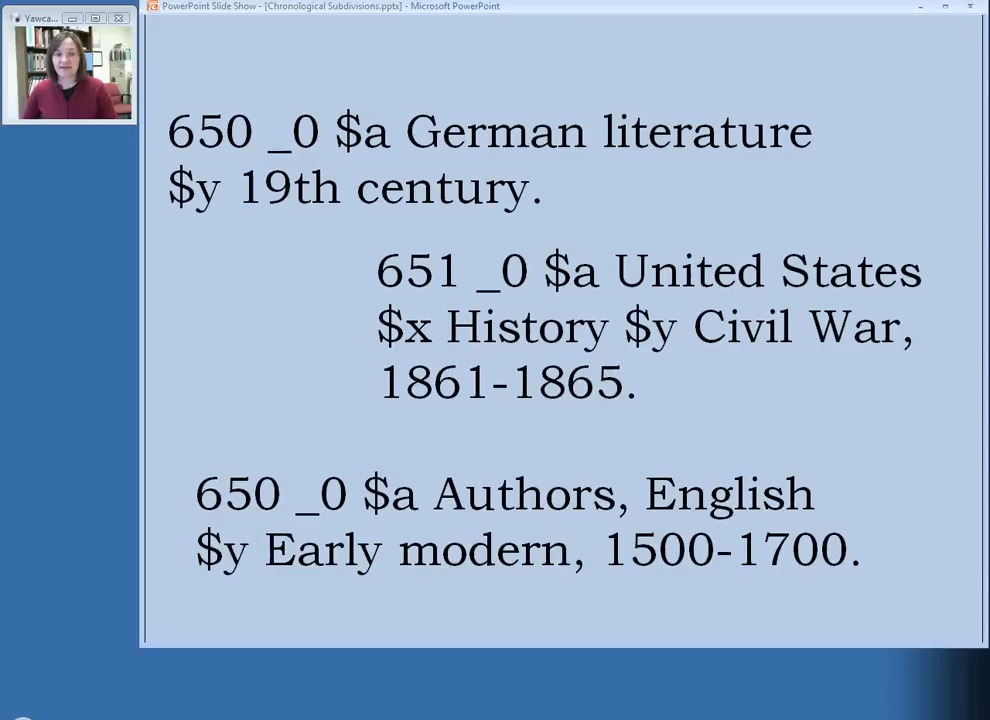 Yawca...
PowerPoint Slide Show - [Chronological Subdivisions.pptx] - Microsoft PowerPoint
650 _0 $a German literature
$y 19th century.
651 _0 $a United States
$x History $y Civil War,
1861-1865.
650 _0 $a Authors, English
$y Early modern, 1500-1700.